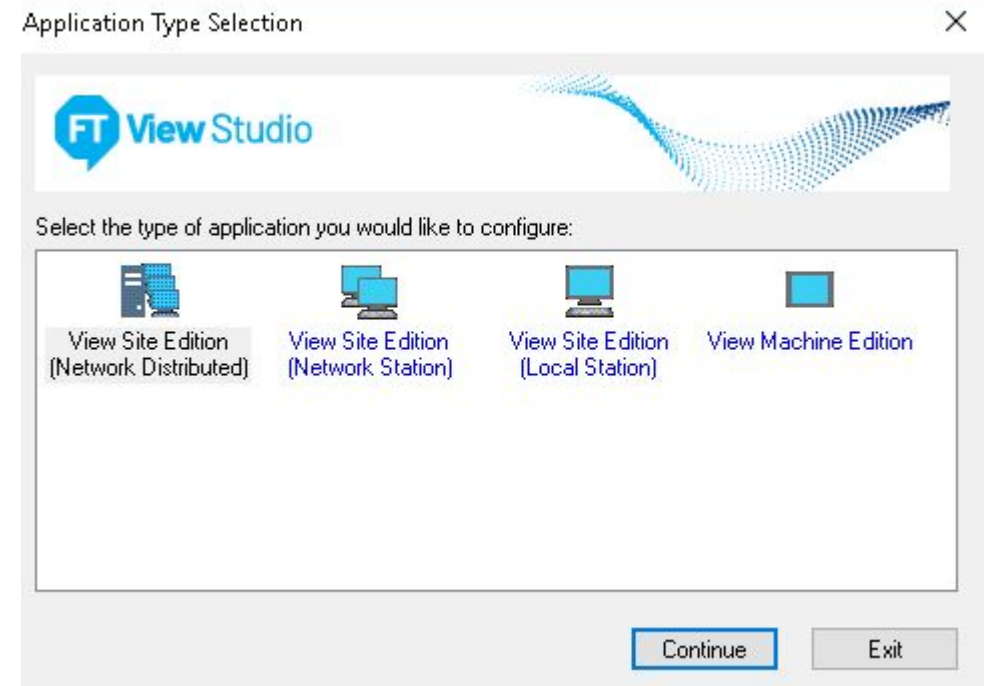 Application Type Selection
FT View Studio
Select the type of application you would like to configure:
View Site Edition
(Network Distributed)
View Site Edition
(Network Station)
View Site Edition
(Local Station)
View Machine Edition
Continue
Exit